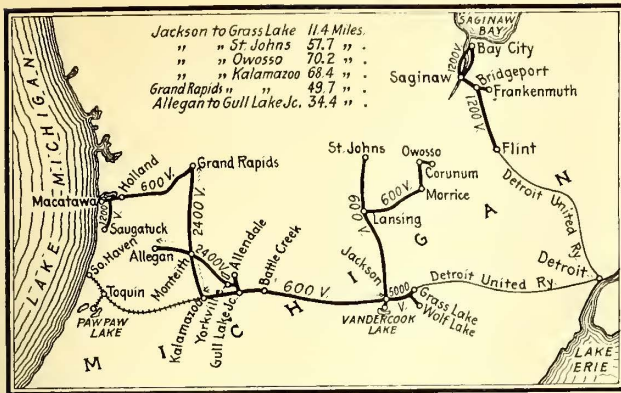 Jackson to Grass Lake 11.4 Miles.
" " St. Johns 57.7 " .
" " Owosso 70.2 " .
" " Kalamazoo 68.4 " .
Grand Rapids " " 49.7 " .
Allegan to Gull Lake Jc. 34.4 " .
SAGINAW
BAY
1200V.
Bay City
Saginaw
Bridgeport
Frankenmuth
1200 V.
Flint
LAKE MICHIGAN
Grand Rapids
Holland
600 V.
Macatawa
1200
V.
Saugatuck
2400 V.
St. Johns
Owosso
Corunum
600V.
Morrice
600 V.
Lansing
Detroit United Ry.
So. Haven
Allegan
Monteith
2400V.
Allendale
Battle Creek
Jackson
Toquin
PAW PAW
LAKE
Kalamazoo
Yorkville
Gull Lake Jc.
600 V.
5000
V.
Grass Lake
Wolf Lake
VANDERCOOK
LAKE
Detroit United Ry.
Detroit
MICHIGAN
LAKE
ERIE